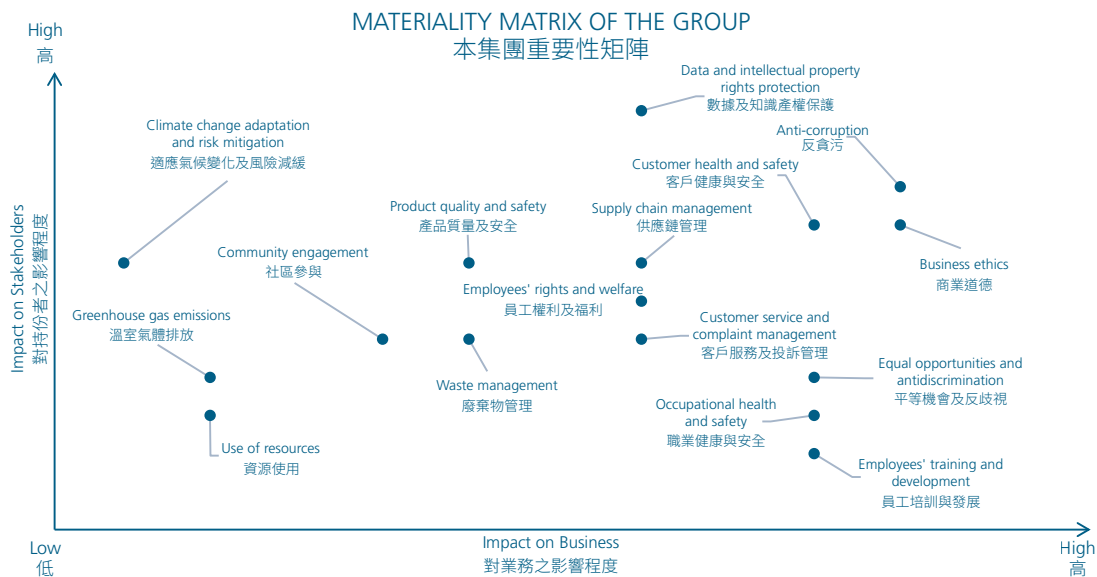 MATERIALITY MATRIX OF THE GROUP
本集團重要性矩陣
High
高
Impact on Stakeholders
對持份者之影響程度
Data and intellectual property
rights protection
數據及知識產權保護
Climate change adaptation
and risk mitigation
適應氣候變化及風險減緩
Anti-corruption
反貪污
Customer health and safety
客戶健康與安全
Product quality and safety
產品質量及安全
Supply chain management
供應鏈管理
Community engagement
社區參與
Business ethics
商業道德
Employees' rights and welfare
員工權利及福利
Greenhouse gas emissions
溫室氣體排放
Customer service and
complaint management
客戶服務及投訴管理
Waste management
廢棄物管理
Equal opportunities and
antidiscrimination
平等機會及反歧視
Occupational health
and safety
職業健康與安全
Use of resources
資源使用
Employees' training and
development
員工培訓與發展
Low
低
Impact on Business
對業務之影響程度
High
高